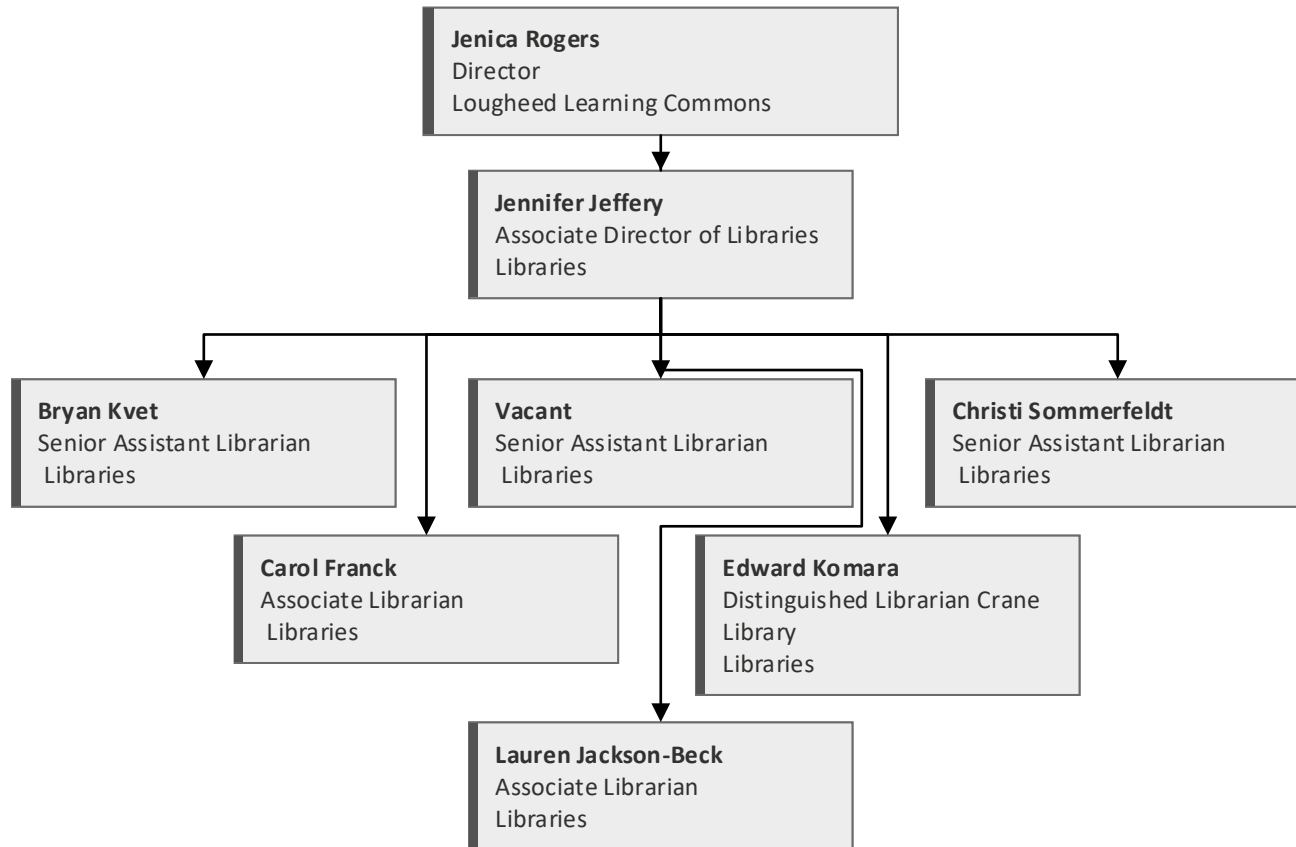 Jenica Rogers
Director
Lougheed Learning Commons
Jennifer Jeffery
Associate Director of Libraries
Libraries
Bryan Kvet
Senior Assistant Librarian
Libraries
Vacant
Senior Assistant Librarian
Libraries
Christi Sommerfeldt
Senior Assistant Librarian
Libraries
Carol Franck
Associate Librarian
Libraries
Edward Komara
Distinguished Librarian Crane
Library
Libraries
Lauren Jackson-Beck
Associate Librarian
Libraries